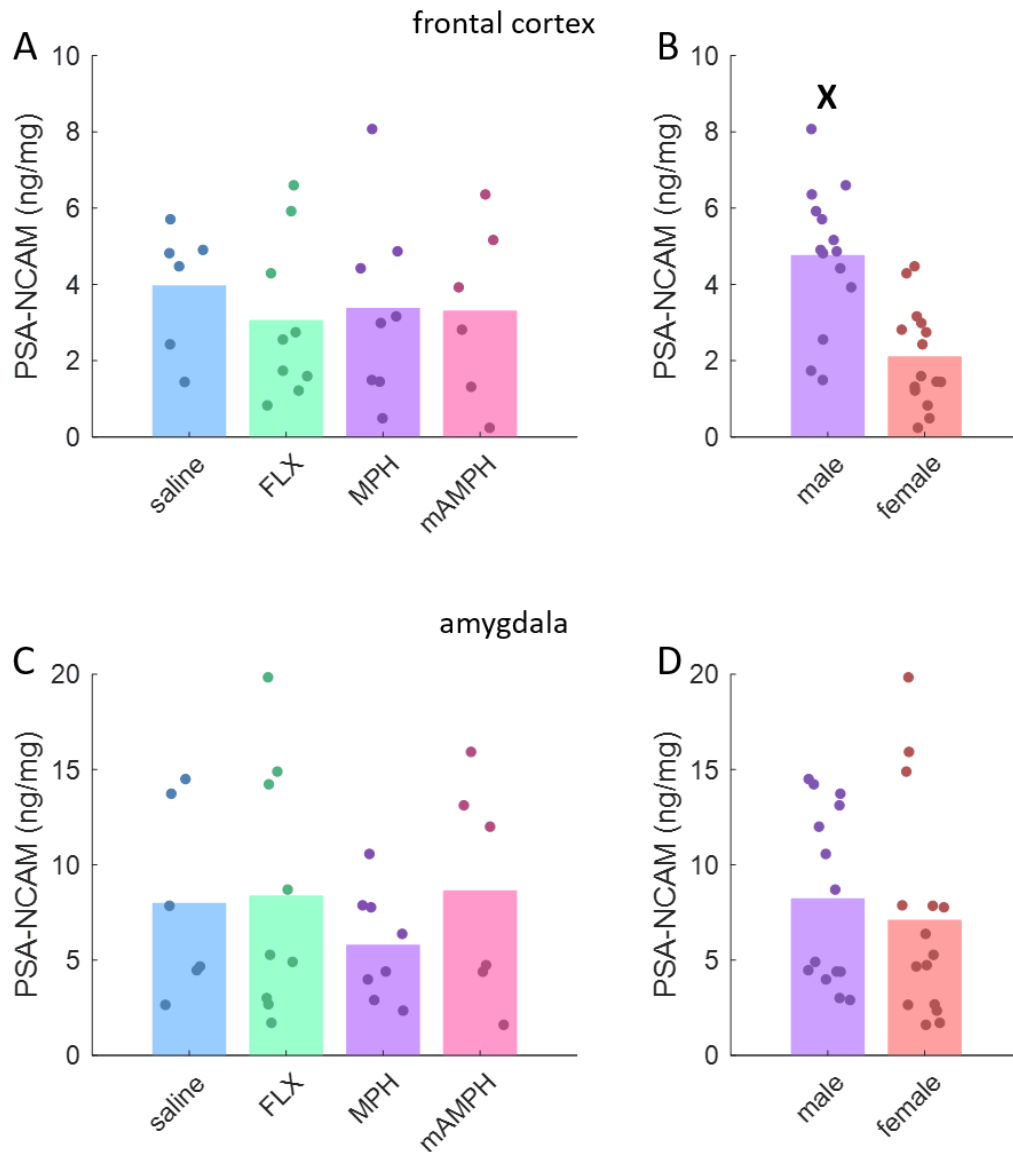 frontal cortex
A
B
PSA-NCAM (ng/mg)
10
8
6
4
2
0
saline
FLX
MPH
mAMPH
PSA-NCAM (ng/mg)
10
8
6
4
2
0
X
male
female
amygdala
C
D
PSA-NCAM (ng/mg)
20
15
10
5
0
saline
FLX
MPH
mAMPH
PSA-NCAM (ng/mg)
20
15
10
5
0
male
female